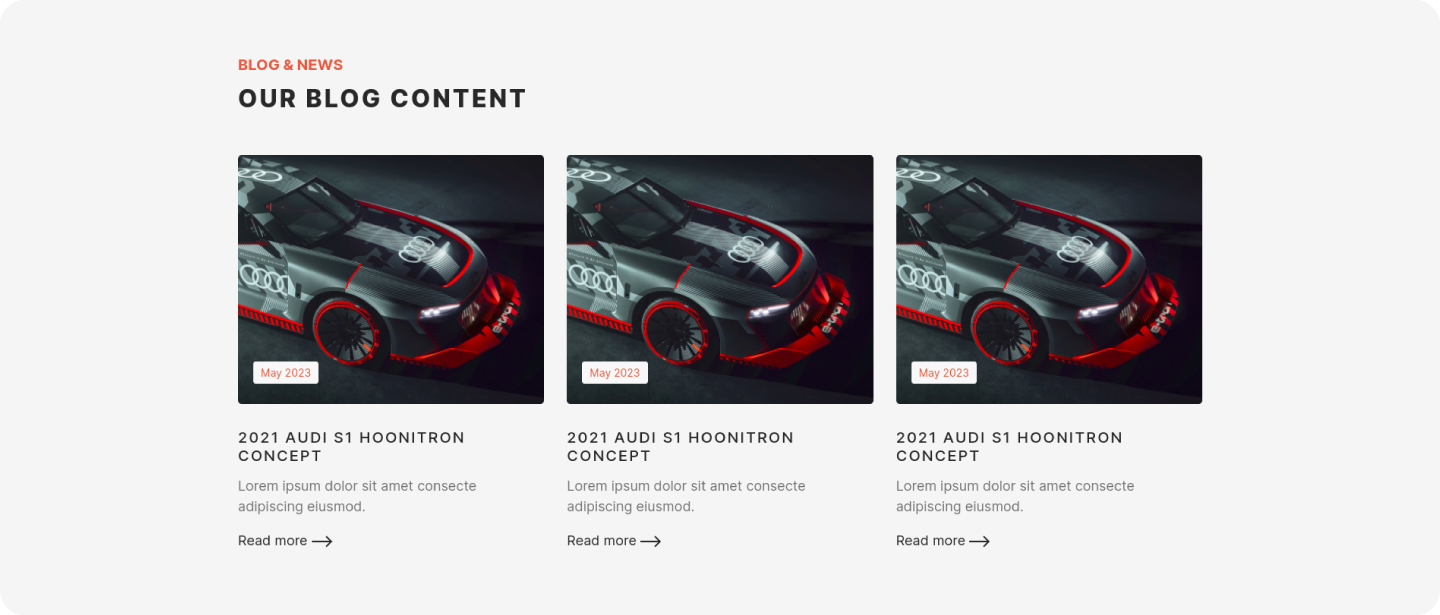 BLOG & NEWS
OUR BLOG CONTENT
May 2023
2021 AUDI S1 HOONITRON
CONCEPT
Lorem ipsum dolor sit amet consecte
adipiscing eiusmod.
Read more
May 2023
2021 AUDI S1 HOONITRON
CONCEPT
Lorem ipsum dolor sit amet consecte
adipiscing eiusmod.
Read more
May 2023
2021 AUDI S1 HOONITRON
CONCEPT
Lorem ipsum dolor sit amet consecte
adipiscing eiusmod.
Read more